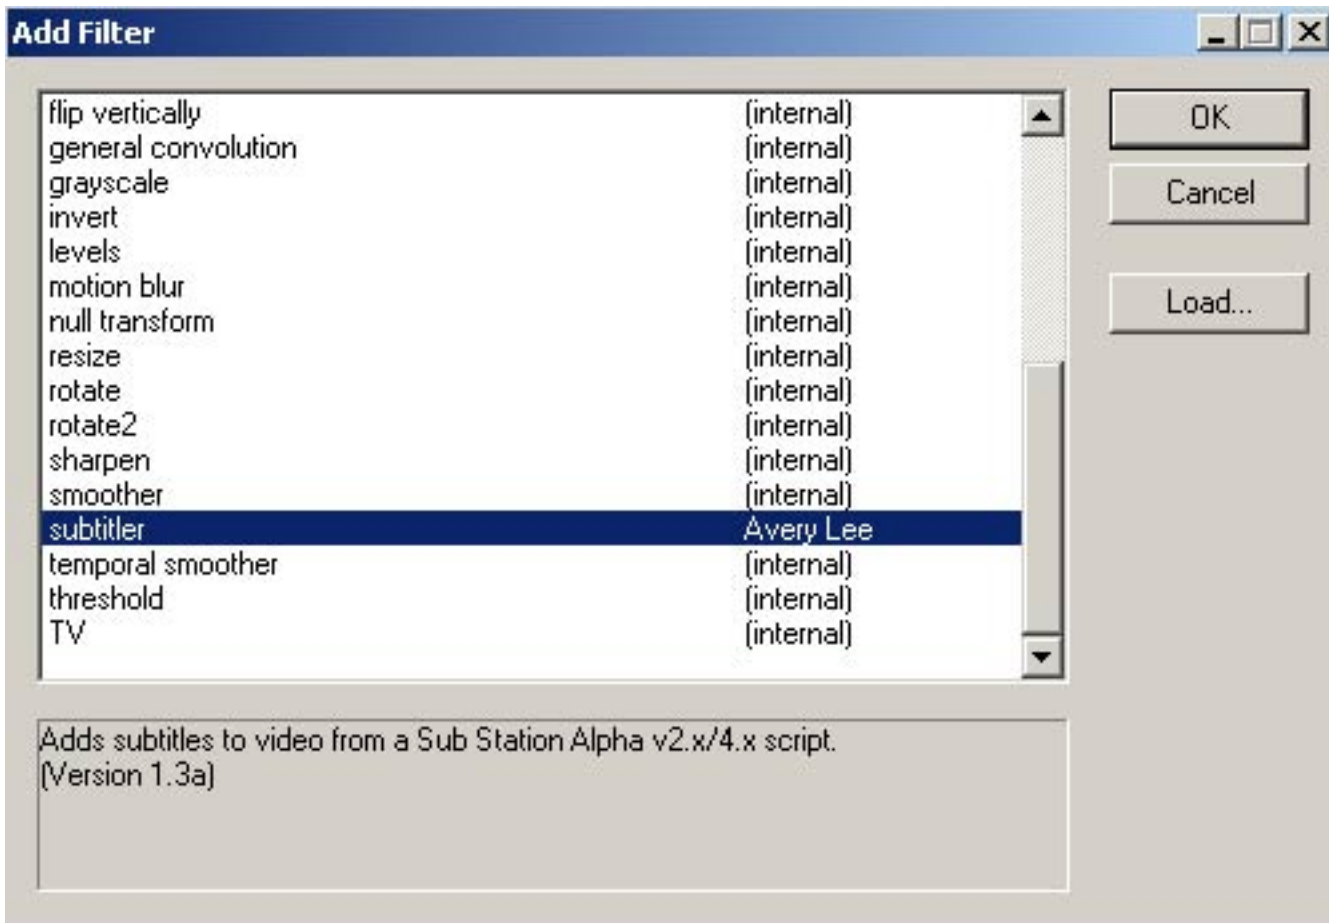 Add Filter
flip vertically (internal)
general convolution (internal)
grayscale (internal)
invert (internal)
levels (internal)
motion blur (internal)
null transform (internal)
resize (internal)
rotate (internal)
rotate2 (internal)
sharpen (internal)
smoother (internal)
subtitler Avery Lee
temporal smoother (internal)
threshold (internal)
TV (internal)
OK
Cancel
Load...
Adds subtitles to video from a Sub Station Alpha v2.x/4.x script.
(Version 1.3a)